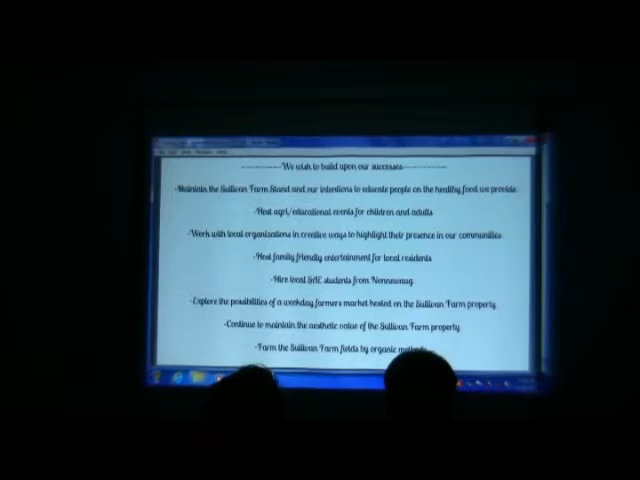 -------------We wish to build upon our successes-------------
-Maintain the Sullivan Farm Stand and our intentions to educate people on the healthy food we provide
-Host agri/educational events for children and adults
-Work with local organizations in creative ways to highlight their presence in our communities
-Host family friendly entertainment for local residents
-Hire local SAE students from Nonnewaug
-Explore the possibilities of a weekday farmers market hosted on the Sullivan Farm property
-Continue to maintain the aesthetic value of the Sullivan Farm property
-Farm the Sullivan Farm fields by organic methods